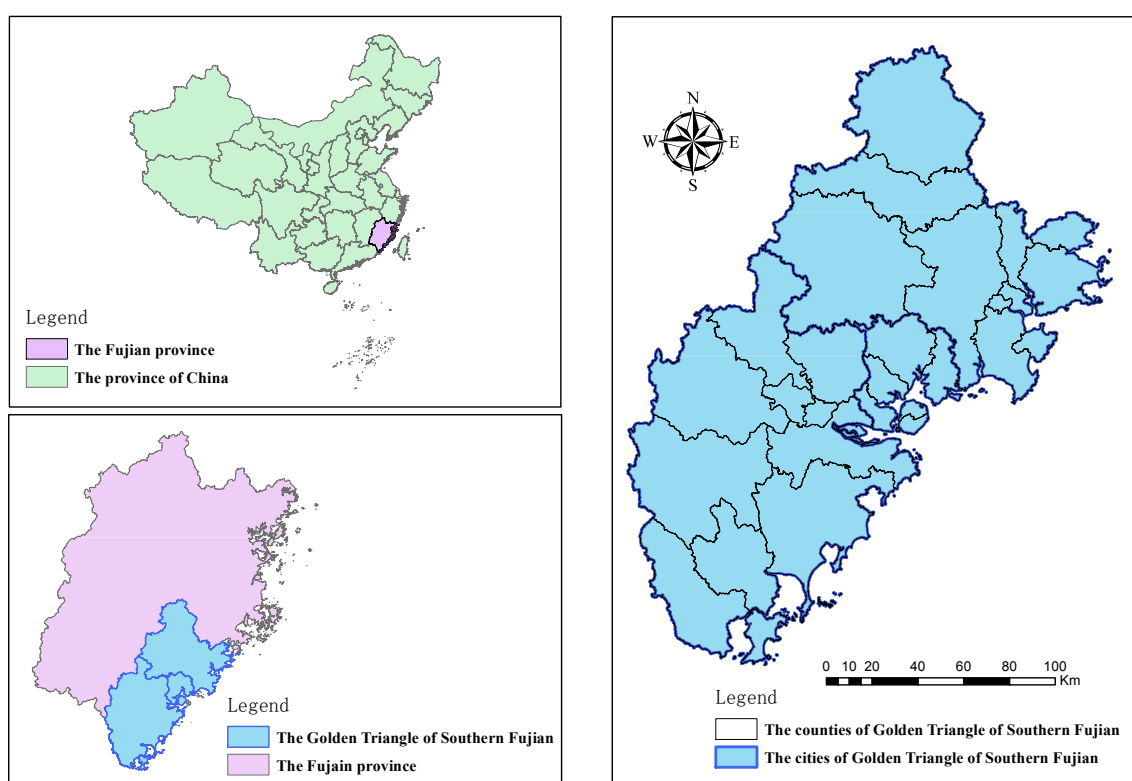 Legend
The Fujian province
The province of China
Legend
The Golden Triangle of Southern Fujian
The Fujain province
N
W E
S
0 10 20 40 60 80 100
Km
Legend
The counties of Golden Triangle of Southern Fujian
The cities of Golden Triangle of Southern Fujian